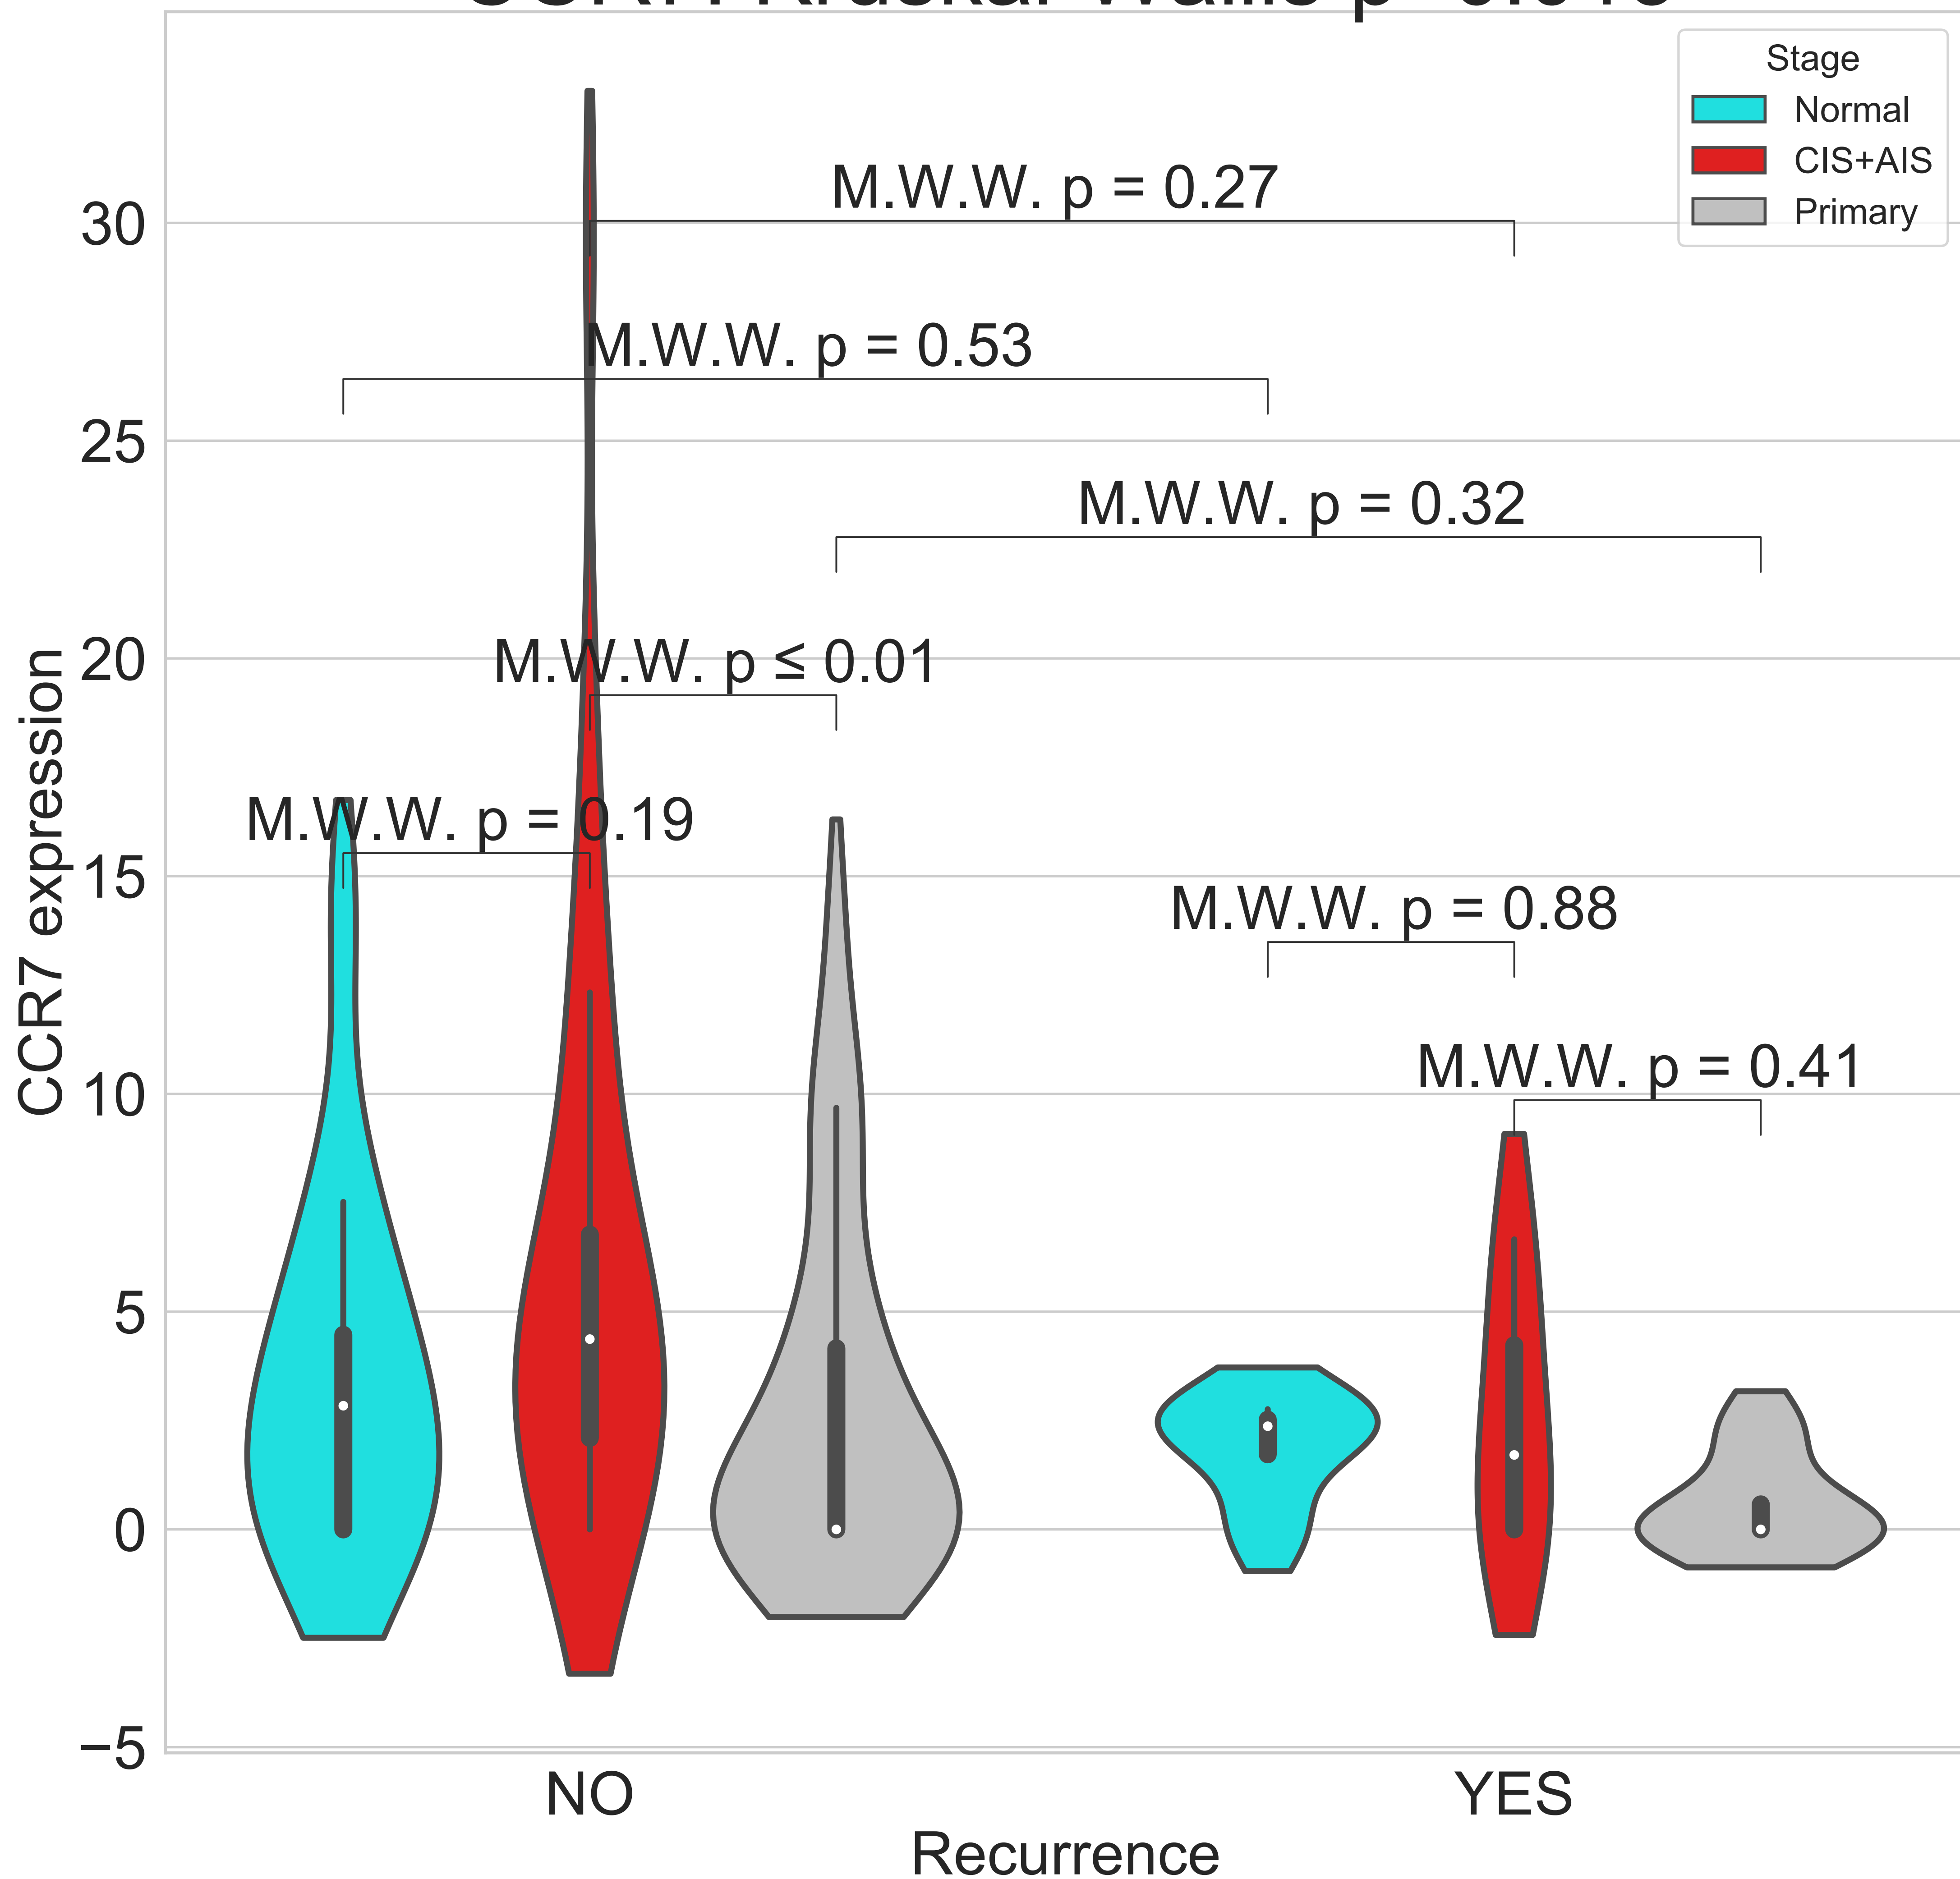 Stage
Normal
CIS+AIS
Primary
M.W.W. p = 0.27
M.W.W. p = 0.53
M.W.W. p = 0.32
M.W.W. p ≤ 0.01
M.W.W. p = 0.19
M.W.W. p = 0.88
M.W.W. p = 0.41
CCR7 expression
30
25
20
15
10
5
0
−5
NO
YES
Recurrence